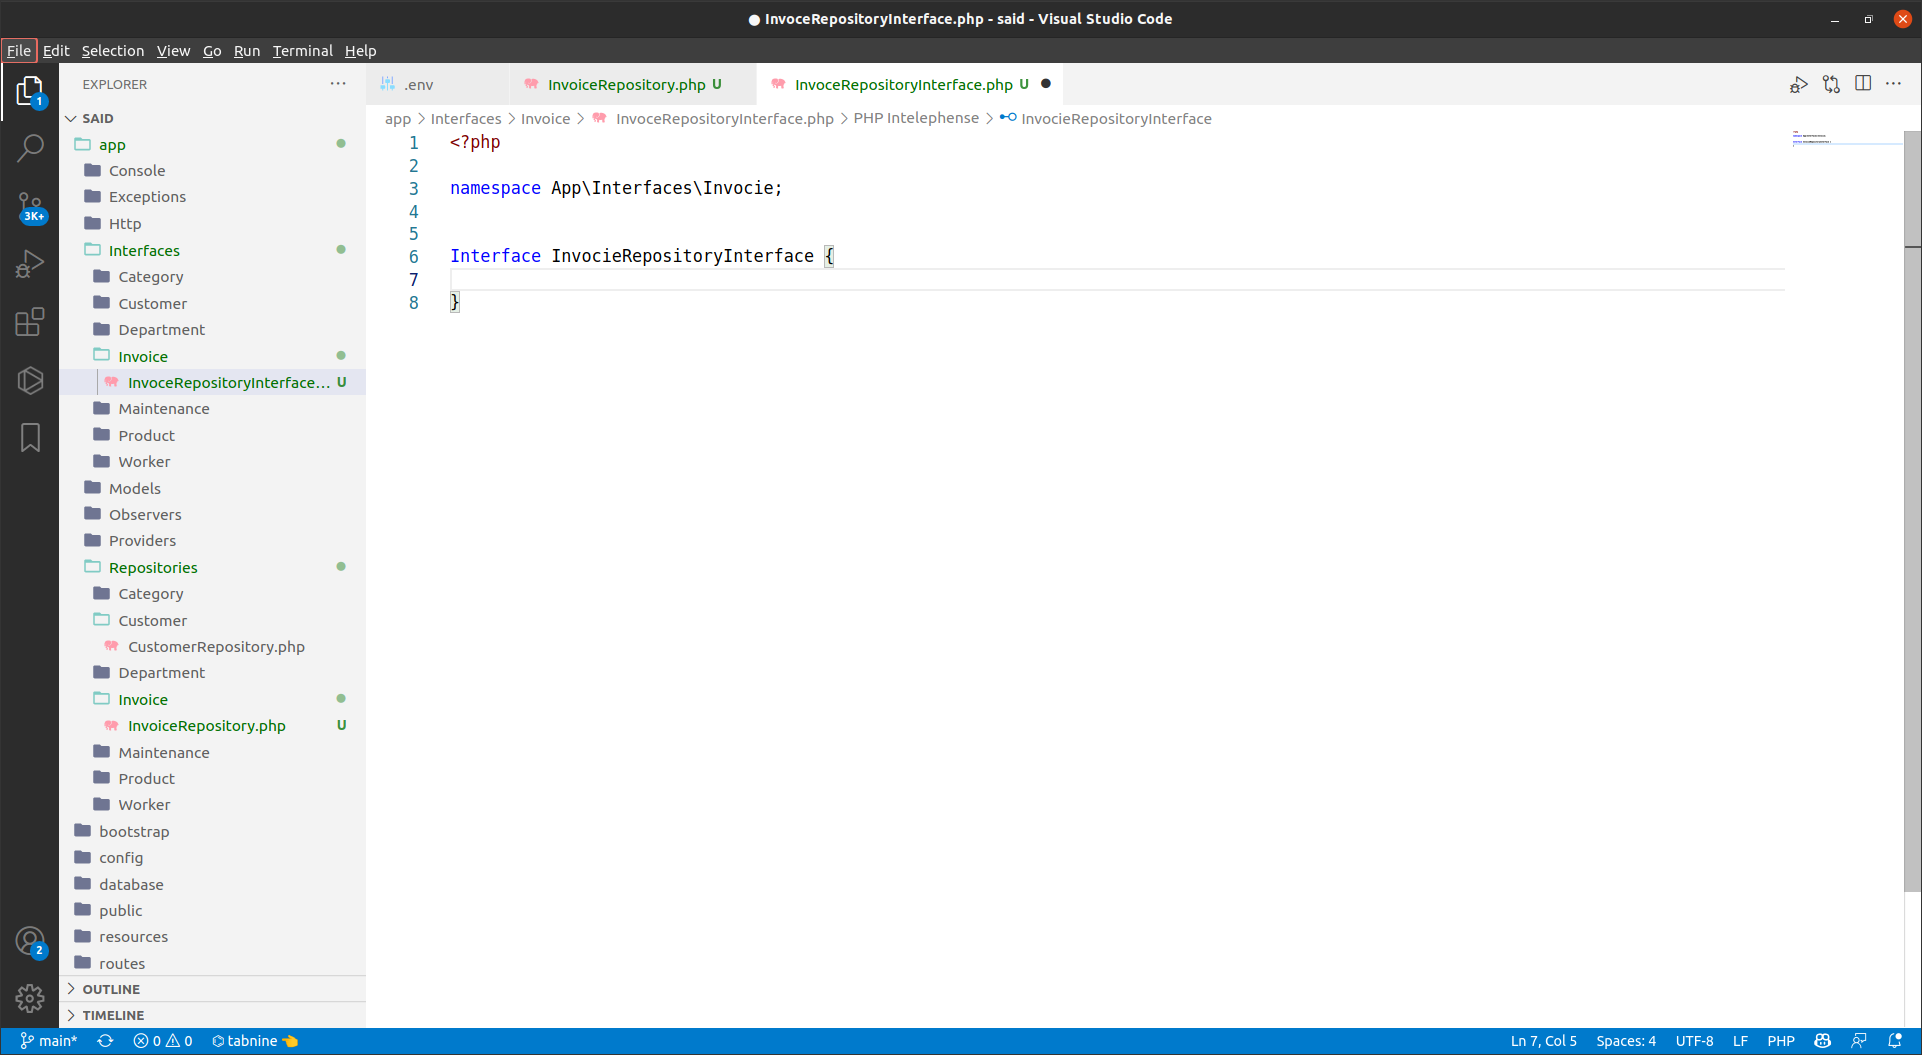 ● InvoceRepositoryInterface.php - said - Visual Studio Code
File Edit Selection View Go Run Terminal Help
EXPLORER
.env
InvoiceRepository.php U
InvoceRepositoryInterface.php U
app > Interfaces > Invoice > InvoceRepositoryInterface.php > PHP Intelephense > InvocieRepositoryInterface
1
3K+
2
SAID
app
Console
Exceptions
Http
Interfaces
Category
Customer
Department
Invoice
InvoceRepositoryInterface... U
Maintenance
Product
Worker
Models
Observers
Providers
Repositories
Category
Customer
CustomerRepository.php
Department
Invoice
InvoiceRepository.php U
Maintenance
Product
Worker
bootstrap
config
database
public
resources
routes
OUTLINE
TIMELINE
1 <?php
2
3 namespace App\Interfaces\Invocie;
4
5
6 Interface InvocieRepositoryInterface {
7
8 }
main* 0 0 tabnine Ln 7, Col 5 Spaces: 4 UTF-8 LF PHP